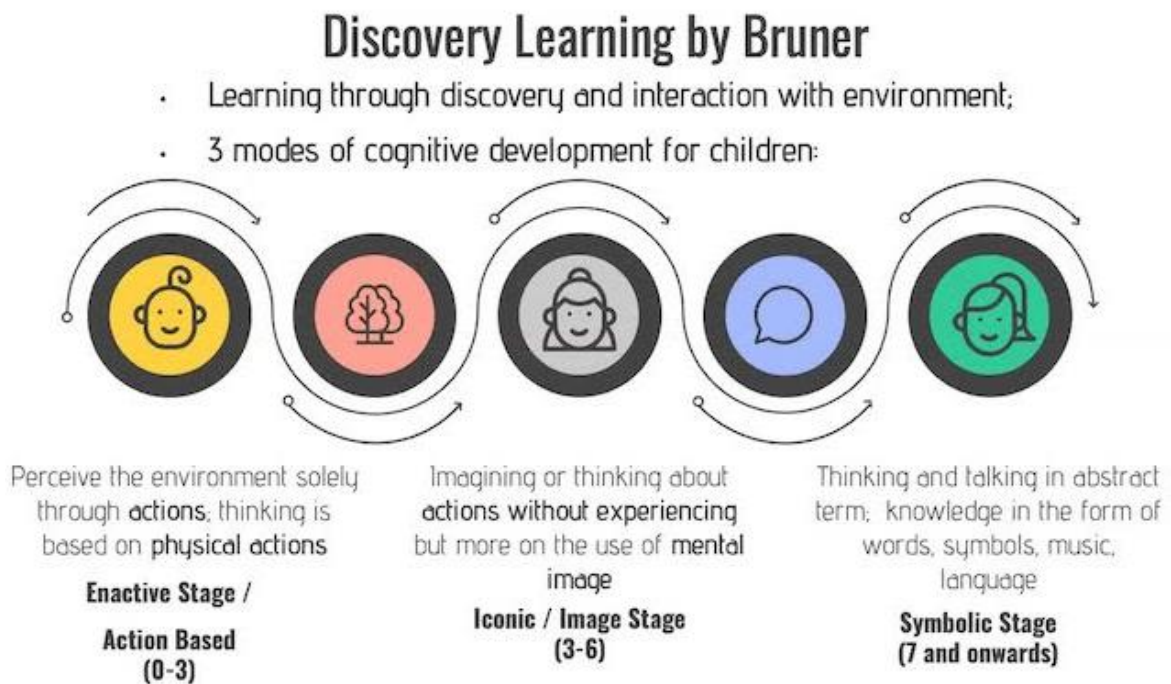 Discovery Learning by Bruner
• Learning through discovery and interaction with environment;
• 3 modes of cognitive development for children:
Perceive the environment solely
through actions; thinking is
based on physical actions
Enactive Stage /
Action Based
(0-3)
Imagining or thinking about
actions without experiencing
but more on the use of mental
image
Iconic / Image Stage
(3-6)
Thinking and talking in abstract
term; knowledge in the form of
words, symbols, music,
language
Symbolic Stage
(7 and onwards)